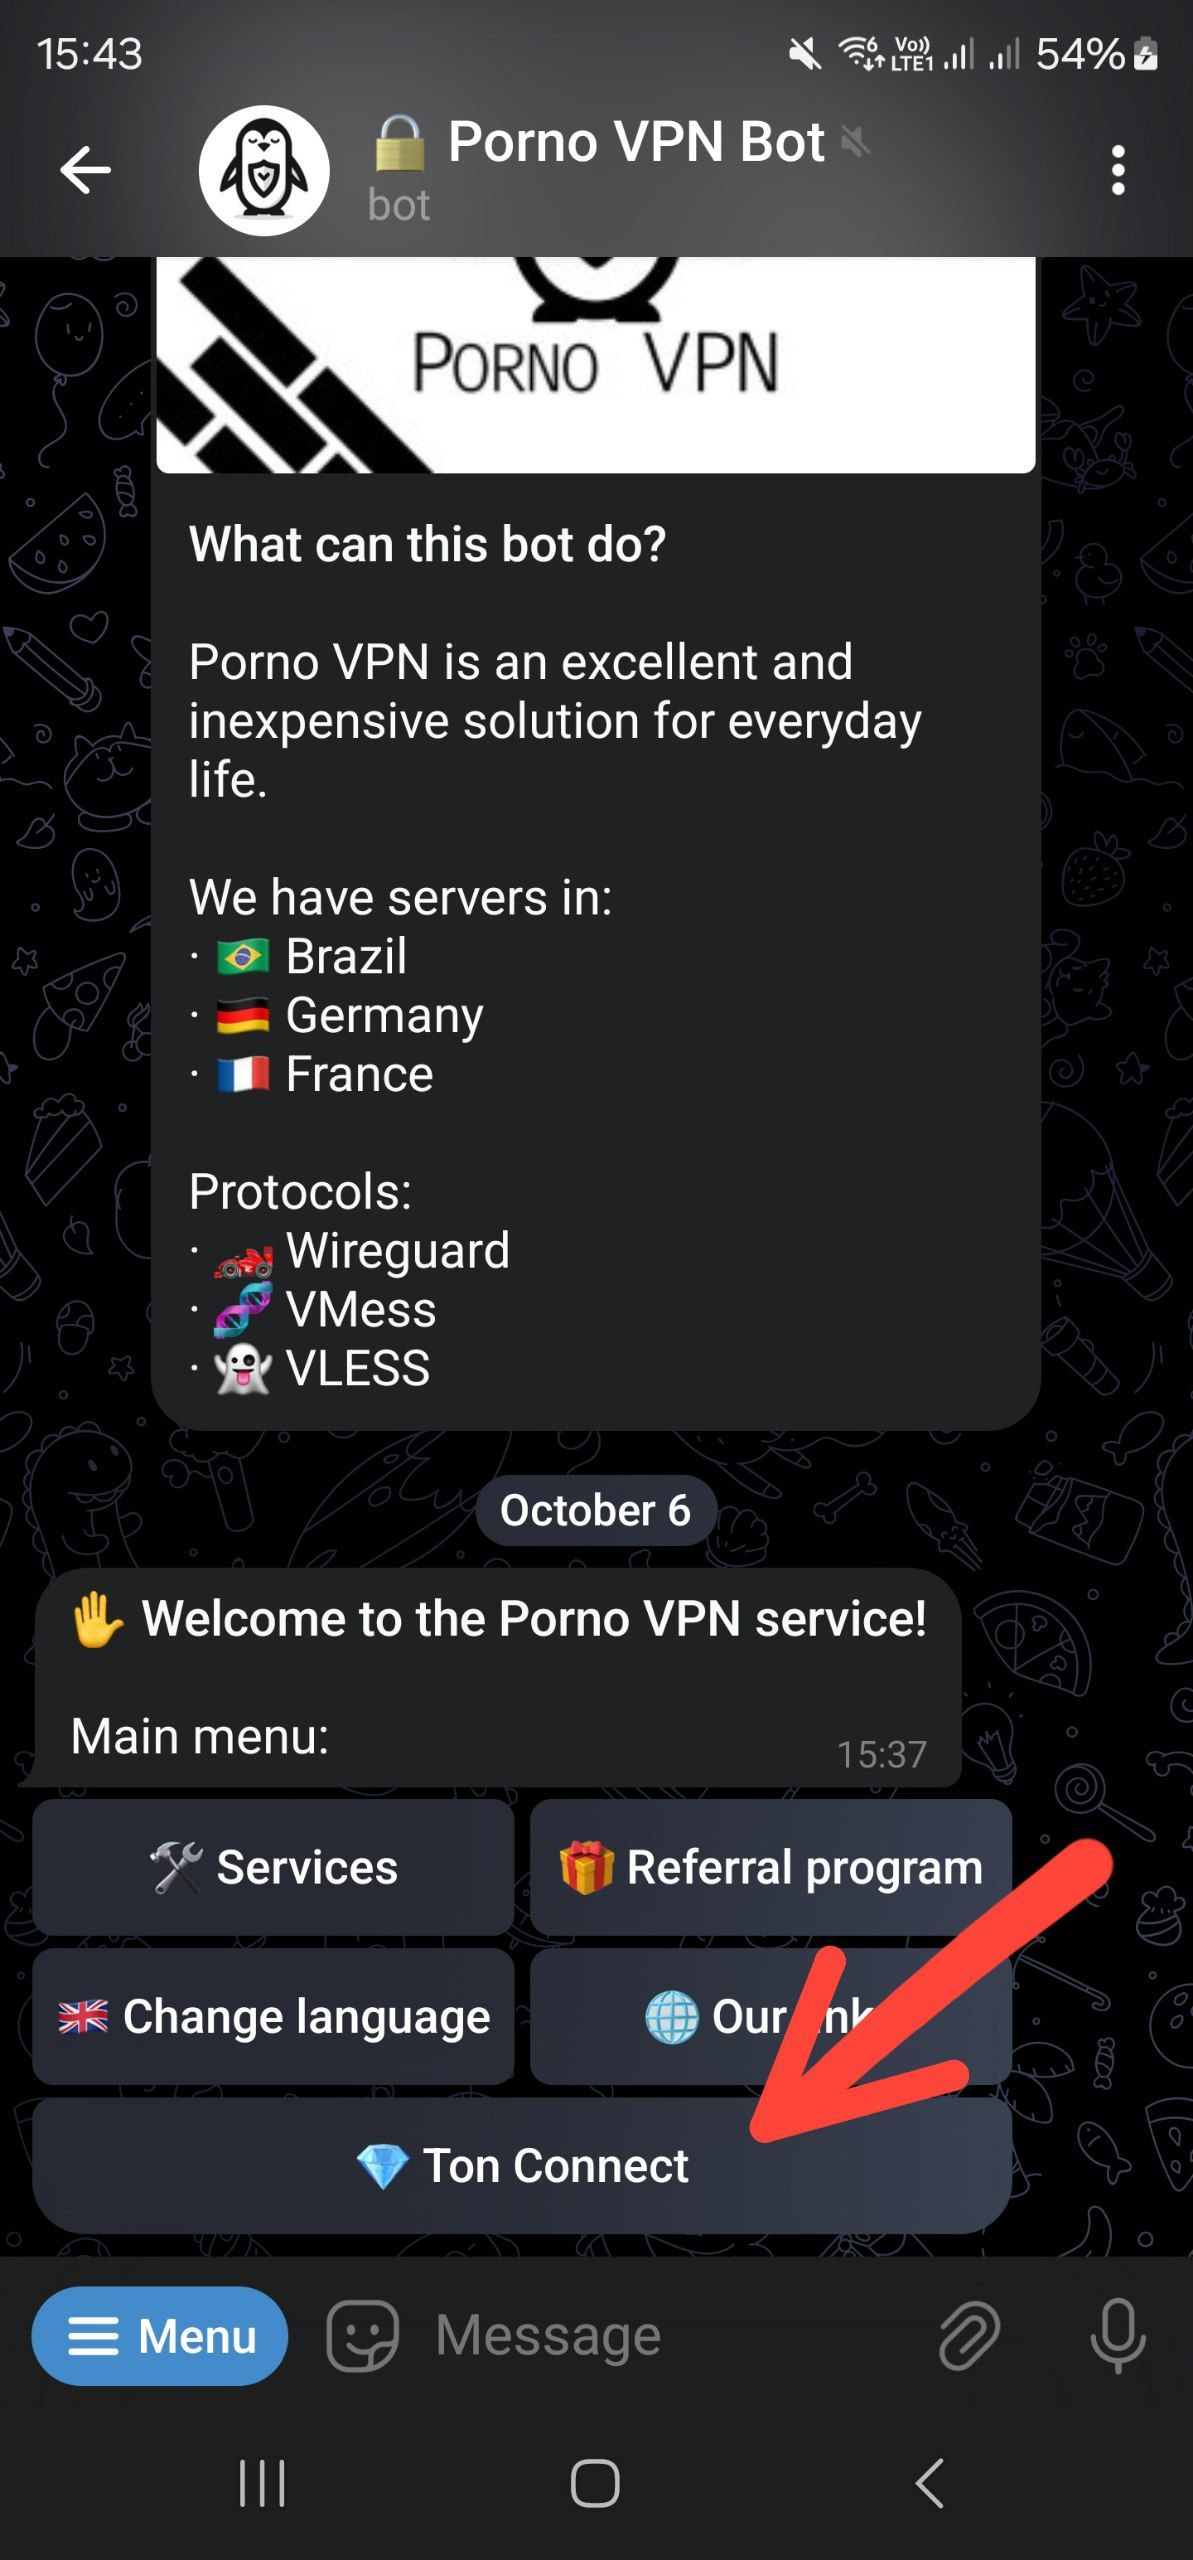 15:43
6 Vo)) LTE1 54%
🔒 Porno VPN Bot
bot
PORNO VPN
What can this bot do?
Porno VPN is an excellent and
inexpensive solution for everyday
life.
We have servers in:
· 🇧🇷 Brazil
· 🇩🇪 Germany
· 🇫🇷 France
Protocols:
· 🏎 Wireguard
· 🧬 VMess
· 👻 VLESS
October 6
✋ Welcome to the Porno VPN service!
Main menu:
15:37
🛠 Services
🎁 Referral program
🇬🇧 Change language
🌐 Our
💎 Ton Connect
Menu
Message